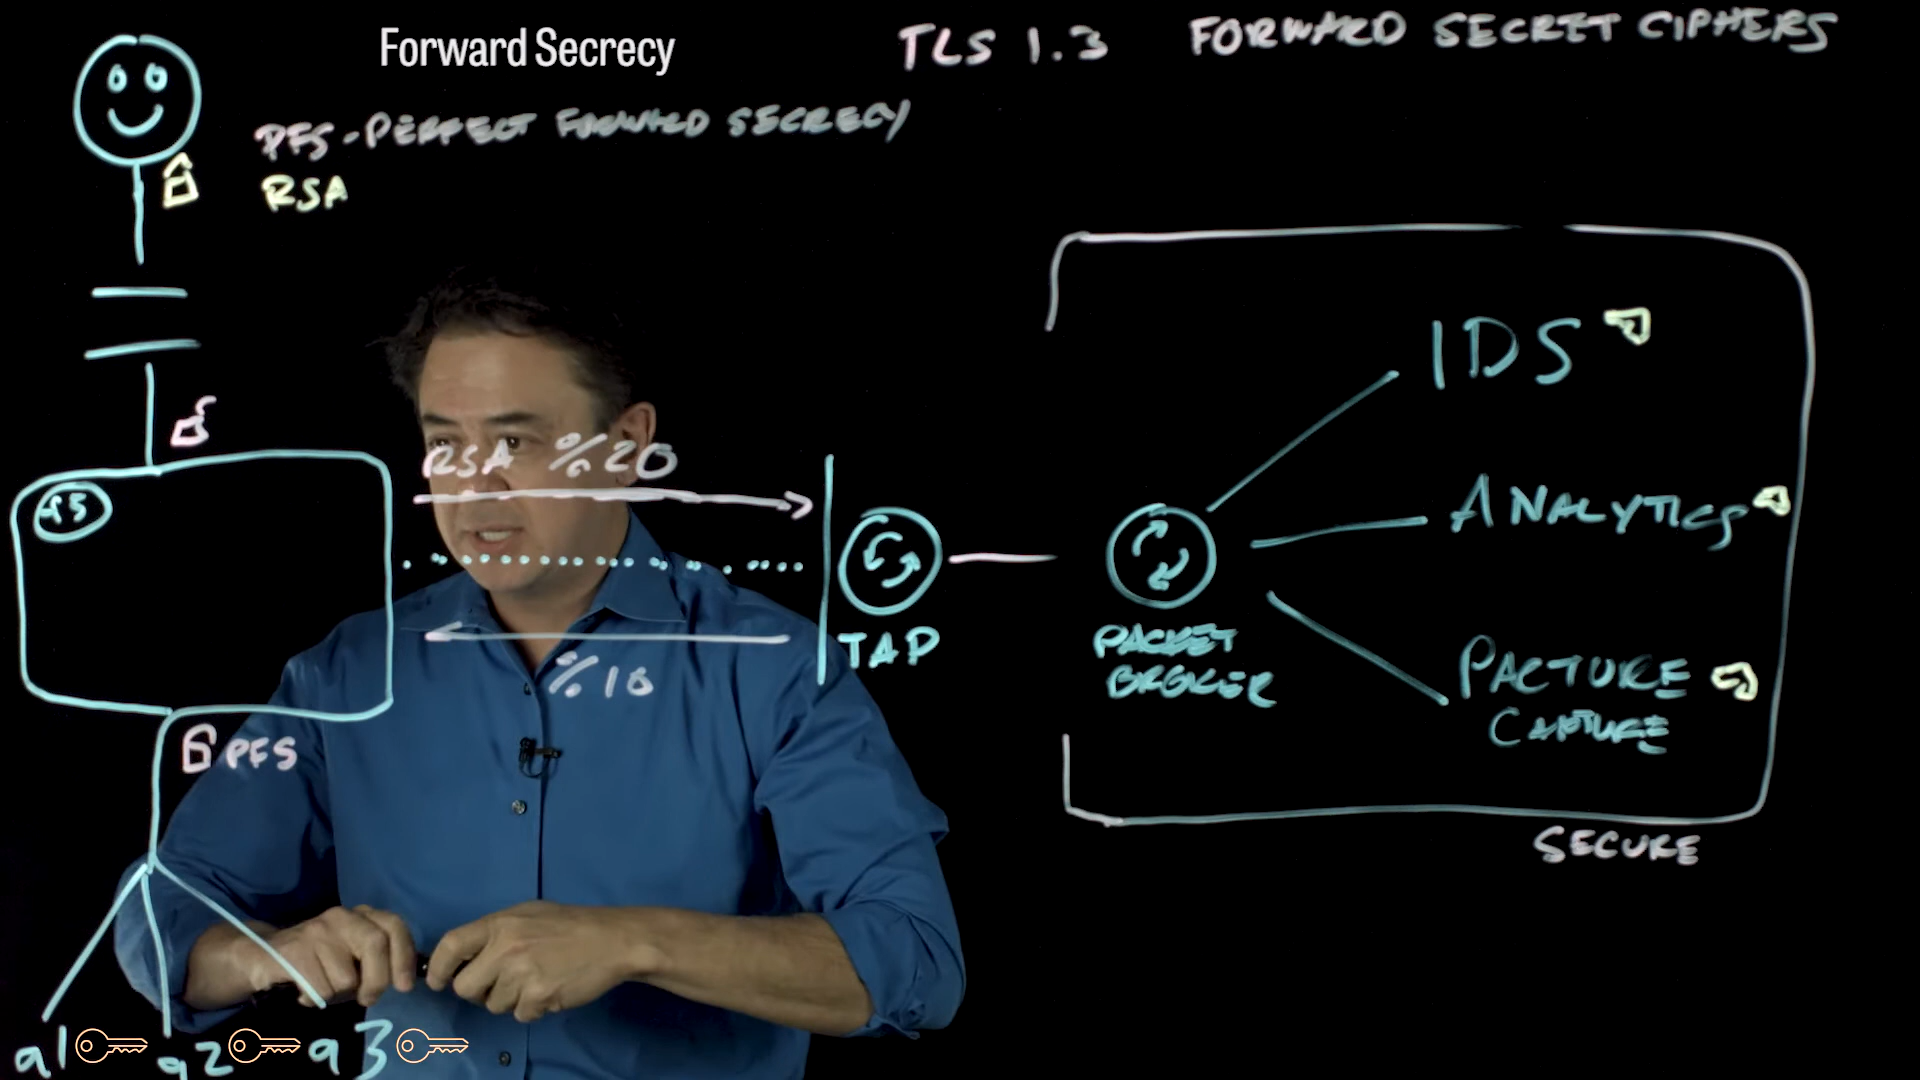 Forward Secrecy
TLS 1.3 FORWARD SECRET CIPHERS
PFS - PERFECT FORWARD SECRECY
RSA
IDS
RSA % 20
f5
ANALYTICS
TAP
PACKET
BROKER
% 10
PACTURE
CAPTURE
PFS
SECURE
a1 a2 a3